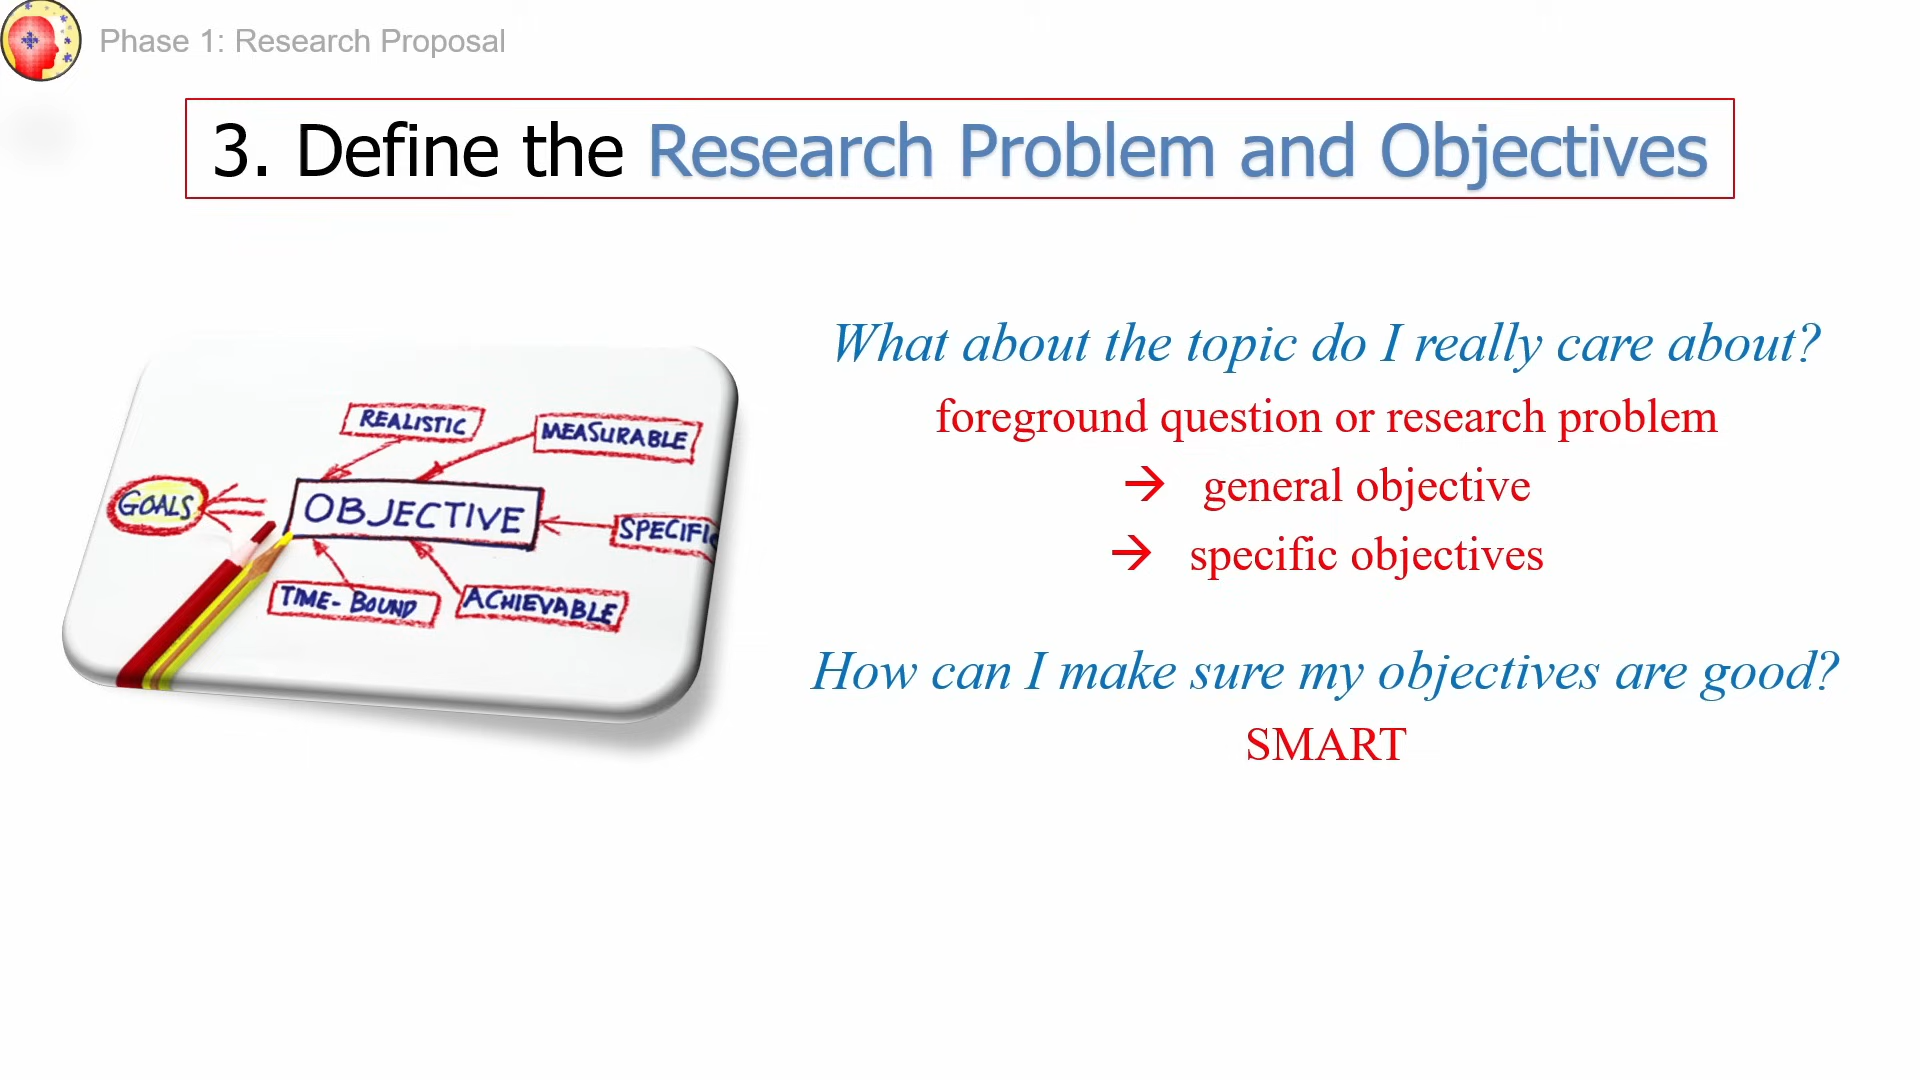 Phase 1: Research Proposal
3. Define the Research Problem and Objectives
REALISTIC
MEASURABLE
GOALS
OBJECTIVE
SPECIFIC
TIME-BOUND
ACHIEVABLE
What about the topic do I really care about?
foreground question or research problem
→ general objective
→ specific objectives
How can I make sure my objectives are good?
SMART